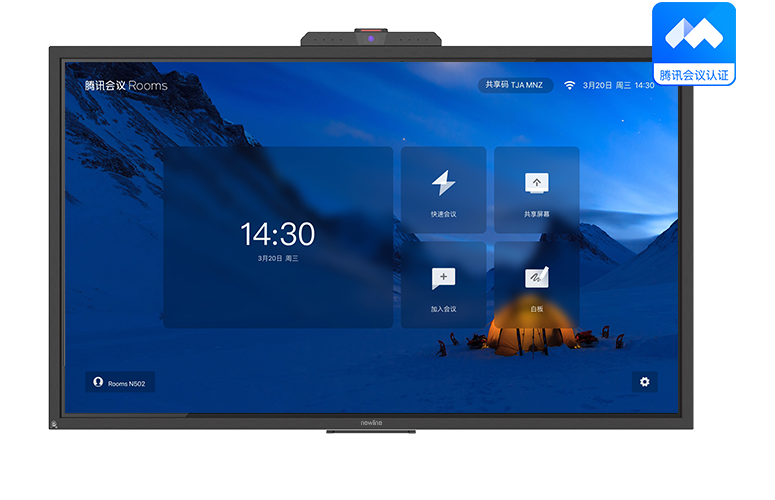 腾讯会议认证
腾讯会议 Rooms
共享码 TJA MNZ
3月20日 周三 14:30
14:30
3月20日 周三
快速会议
共享屏幕
加入会议
白板
Rooms N502
newline